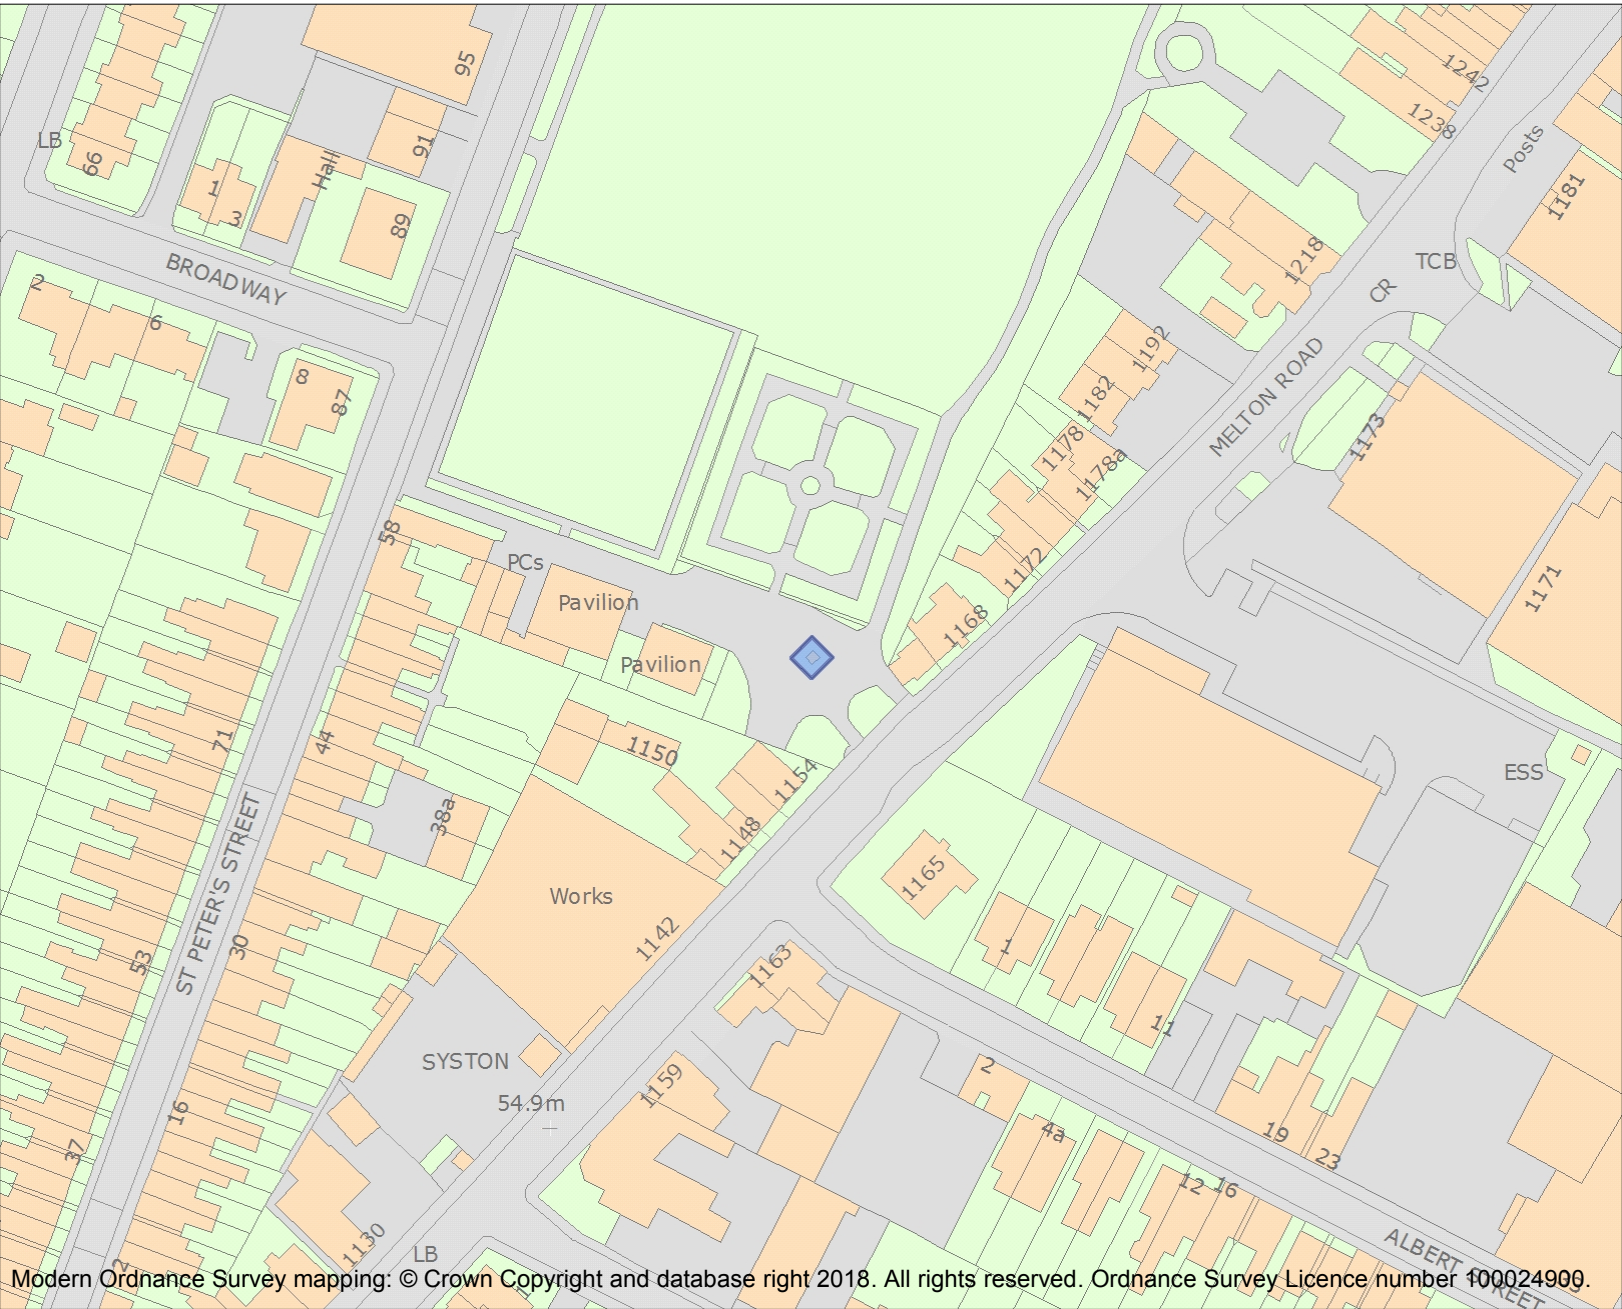 95
1242
1238
Posts
LB
66
91
Hall
1
3
89
1181
1218
TCB
CR
BROADWAY
2
6
8
87
1192
1182
MELTON ROAD
1173
1178
1178a
58
PCs
Pavilion
1172
1171
1168
Pavilion
71
44
1150
1154
ESS
38a
1148
1165
Works
ST PETER'S STREET
53
30
1142
1163
1
11
SYSTON
54.9m
1159
2
16
4a
19
23
37
12
16
1130
LB
2
ALBERT STREET
Modern Ordnance Survey mapping: © Crown Copyright and database right 2018. All rights reserved. Ordnance Survey Licence number 100024900.